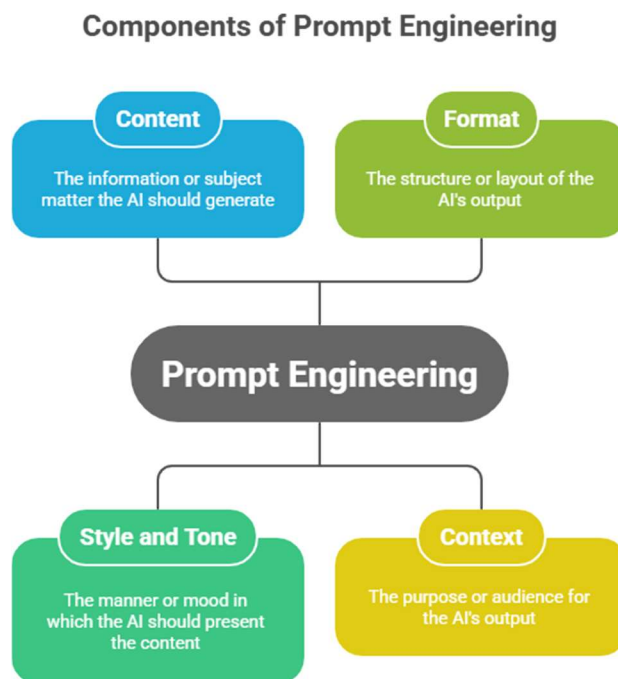 Components of Prompt Engineering
Content
The information or subject
matter the AI should generate
Format
The structure or layout of the
AI's output
Prompt Engineering
Style and Tone
The manner or mood in
which the AI should present
the content
Context
The purpose or audience for
the AI's output